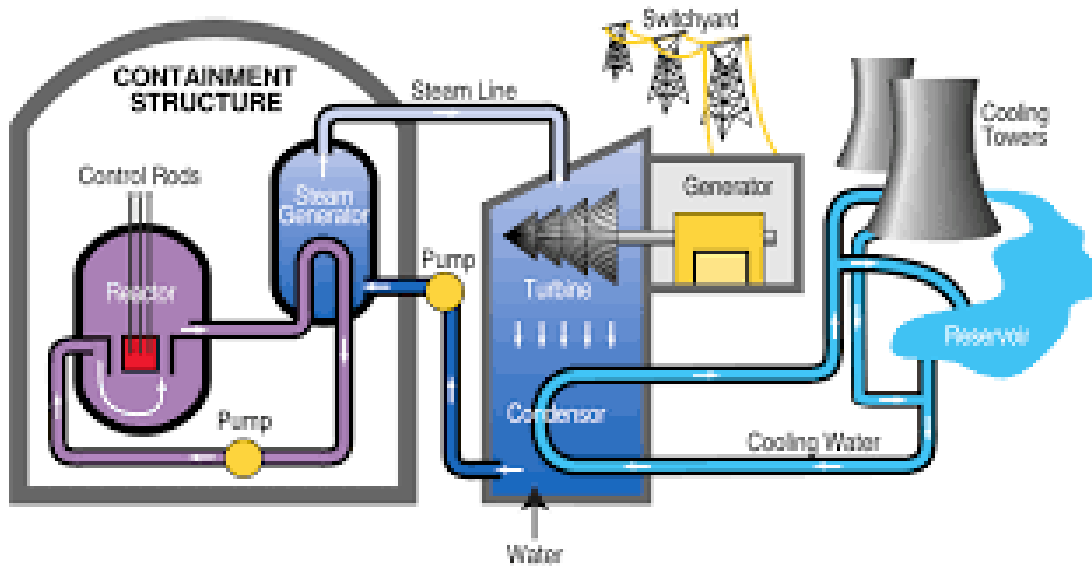 Switchyard
CONTAINMENT
STRUCTURE
Steam Line
Cooling
Towers
Control Rods
Steam
Generator
Generator
Pump
Reactor
Turbine
Reservoir
Condensor
Pump
Cooling Water
Water